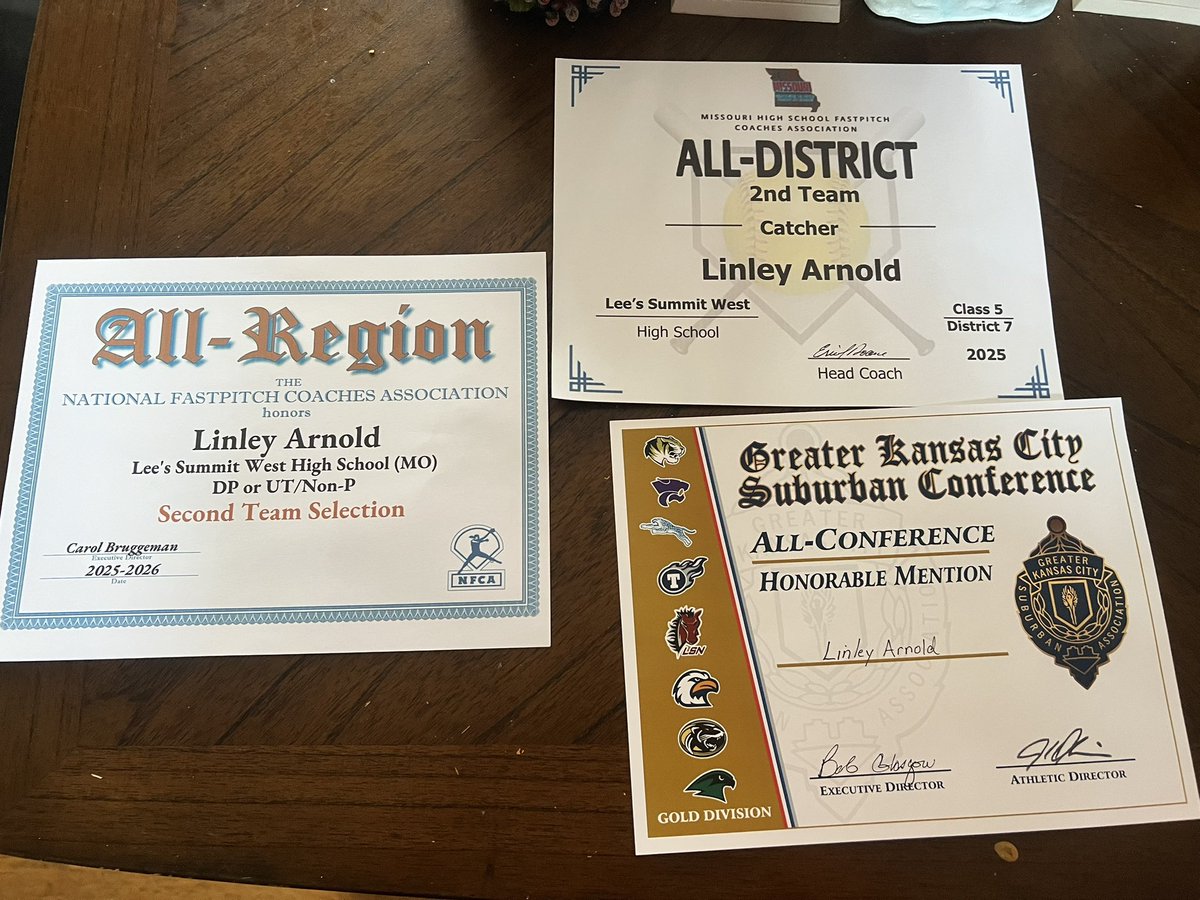 All-Region
THE
NATIONAL FASTPITCH COACHES ASSOCIATION
honors
Linley Arnold
Lee's Summit West High School (MO)
DP or UT/Non-P
Second Team Selection
Carol Bruggeman
Executive Director
2025-2026
Date
NFCA
MISSOURI
MISSOURI HIGH SCHOOL FASTPITCH
COACHES ASSOCIATION
ALL-DISTRICT
2nd Team
Catcher
Linley Arnold
Lee's Summit West
High School
Class 5
District 7
2025
Head Coach
Greater Kansas City
Suburban Conference
ALL-CONFERENCE
HONORABLE MENTION
Linley Arnold
Bob Glasgow
EXECUTIVE DIRECTOR
ATHLETIC DIRECTOR
GREATER
KANSAS CITY
SUBURBAN
ASSOCIATION
T
LSN
GOLD DIVISION